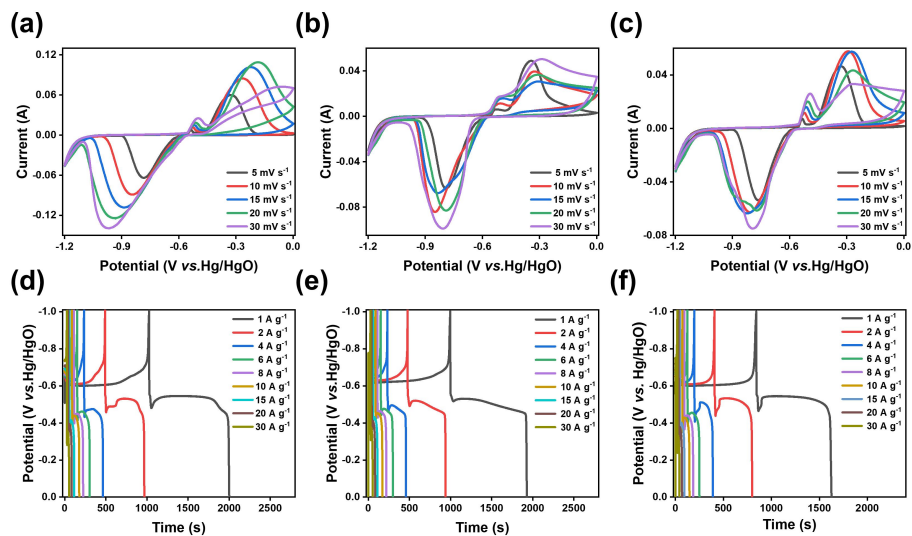 (a)
Current (A)
0.12
0.06
0.00
-0.06
-0.12
-1.2 -0.9 -0.6 -0.3 0.0
Potential (V vs.Hg/HgO)
5 mV s-1
10 mV s-1
15 mV s-1
20 mV s-1
30 mV s-1
(b)
Current (A)
0.04
0.00
-0.04
-0.08
-1.2 -0.9 -0.6 -0.3 0.0
Potential (V vs.Hg/HgO)
5 mV s-1
10 mV s-1
15 mV s-1
20 mV s-1
30 mV s-1
(c)
Current (A)
0.04
0.00
-0.04
-0.08
-1.2 -0.9 -0.6 -0.3 0.0
Potential (V vs.Hg/HgO)
5 mV s-1
10 mV s-1
15 mV s-1
20 mV s-1
30 mV s-1
(d)
Potential (V vs.Hg/HgO)
-1.0
-0.8
-0.6
-0.4
-0.2
0.0
0 500 1000 1500 2000 2500
Time (s)
1 A g-1
2 A g-1
4 A g-1
6 A g-1
8 A g-1
10 A g-1
15 A g-1
20 A g-1
30 A g-1
(e)
Potential (V vs.Hg/HgO)
-1.0
-0.8
-0.6
-0.4
-0.2
0.0
0 500 1000 1500 2000 2500
Time (s)
1 A g-1
2 A g-1
4 A g-1
6 A g-1
8 A g-1
10 A g-1
15 A g-1
20 A g-1
30 A g-1
(f)
Potential (V vs. Hg/HgO)
-1.0
-0.8
-0.6
-0.4
-0.2
0.0
0 500 1000 1500 2000
Time (s)
1 A g-1
2 A g-1
4 A g-1
6 A g-1
8 A g-1
10 A g-1
15 A g-1
20 A g-1
30 A g-1